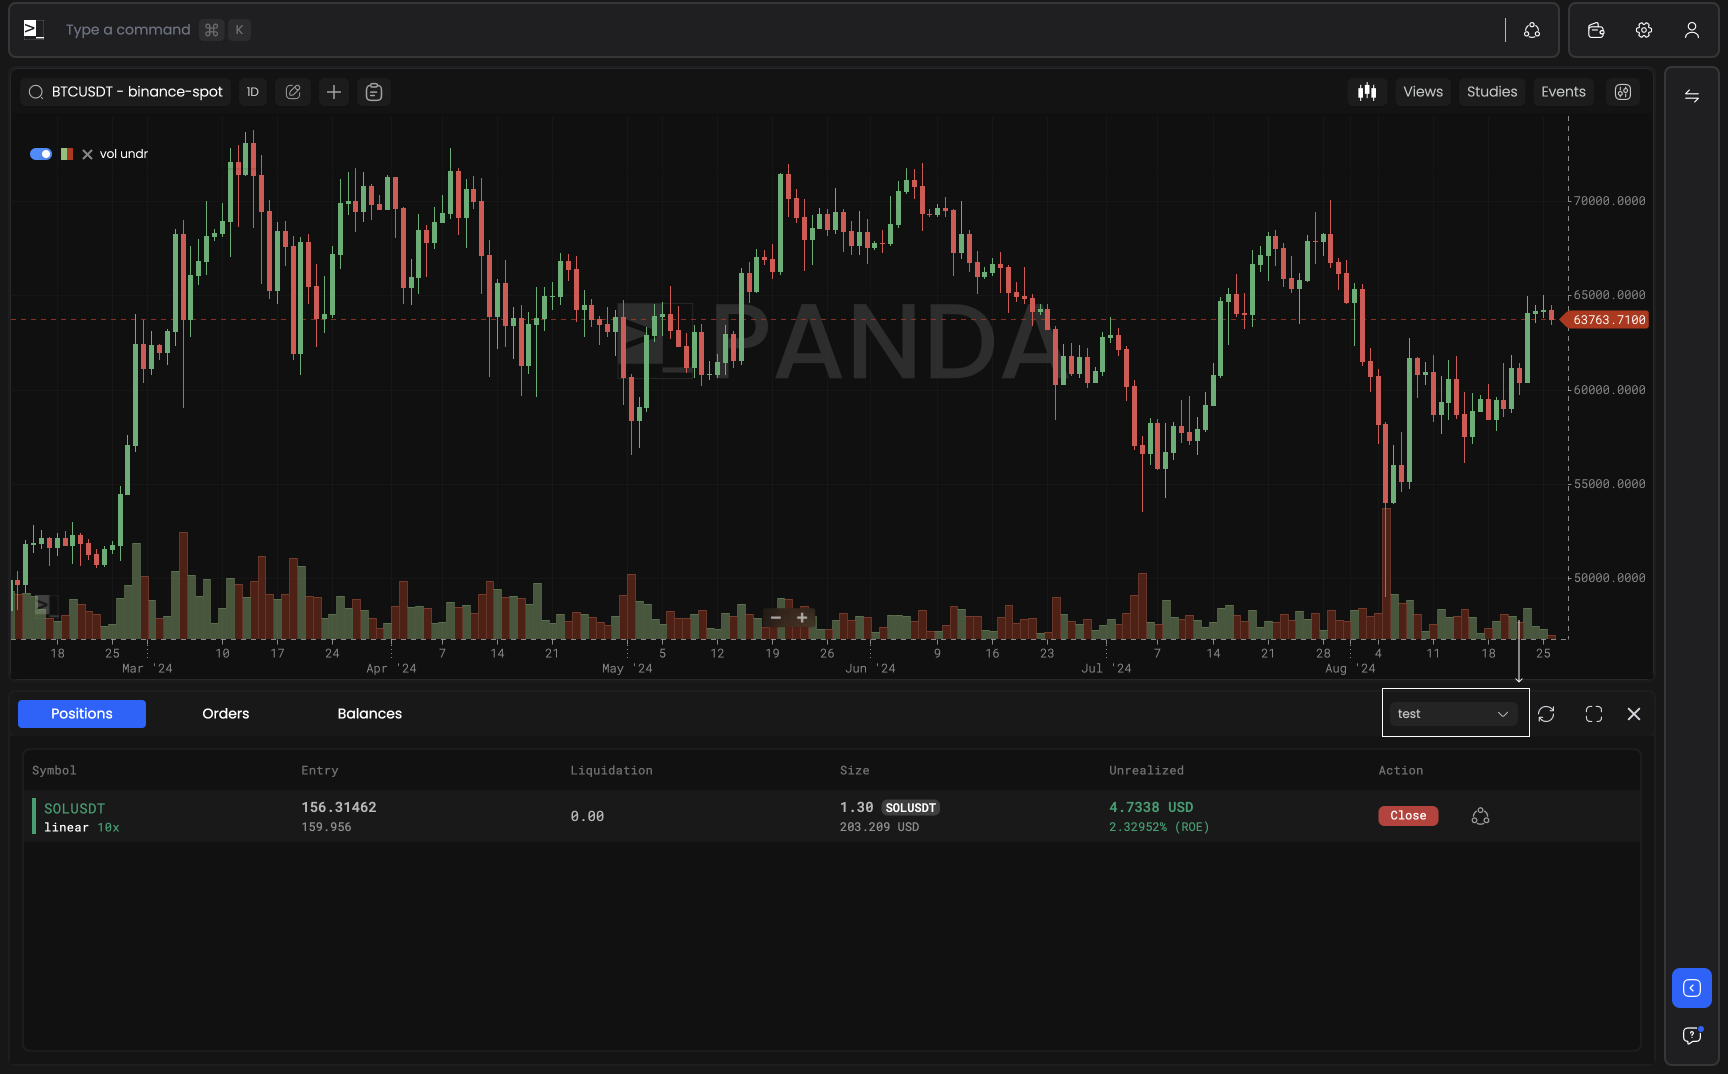 Type a command ⌘ K
BTCUSDT - binance-spot 1D Views Studies Events
vol undr
PANDA
70000.0000
65000.0000
63763.7100
60000.0000
55000.0000
50000.0000
− +
18 25 10 17 24 7 14 21 5 12 19 26 9 16 23 7 14 21 28 4 11 18 25
Mar '24 Apr '24 May '24 Jun '24 Jul '24 Aug '24
Positions Orders Balances test
Symbol Entry Liquidation Size Unrealized Action
SOLUSDT 156.31462 0.00 1.30 SOLUSDT 4.7338 USD Close
linear 10x 159.956 203.209 USD 2.32952% (ROE)